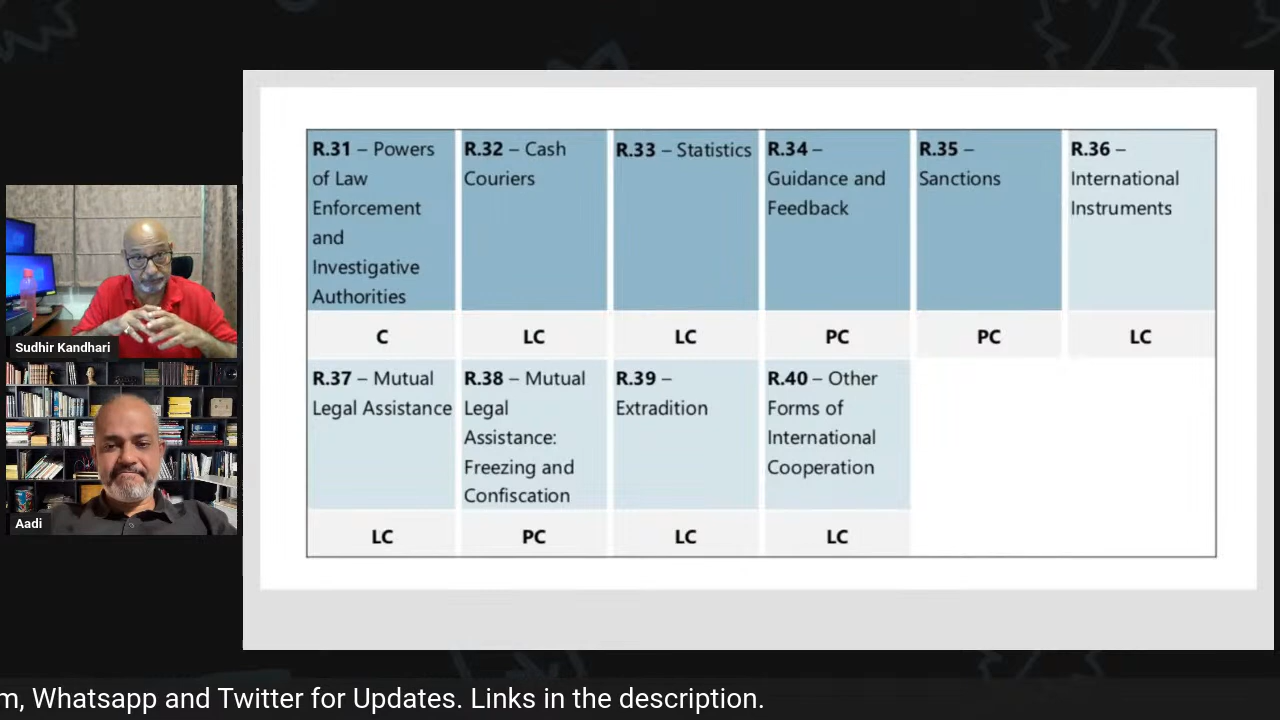 R.31 – Powers
of Law
Enforcement
and
Investigative
Authorities
R.32 – Cash
Couriers
R.33 – Statistics
R.34 –
Guidance and
Feedback
R.35 –
Sanctions
R.36 –
International
Instruments
C
LC
LC
PC
PC
LC
R.37 – Mutual
Legal Assistance
R.38 – Mutual
Legal
Assistance:
Freezing and
Confiscation
R.39 –
Extradition
R.40 – Other
Forms of
International
Cooperation
LC
PC
LC
LC
Sudhir Kandhari
Aadi
m, Whatsapp and Twitter for Updates. Links in the description.